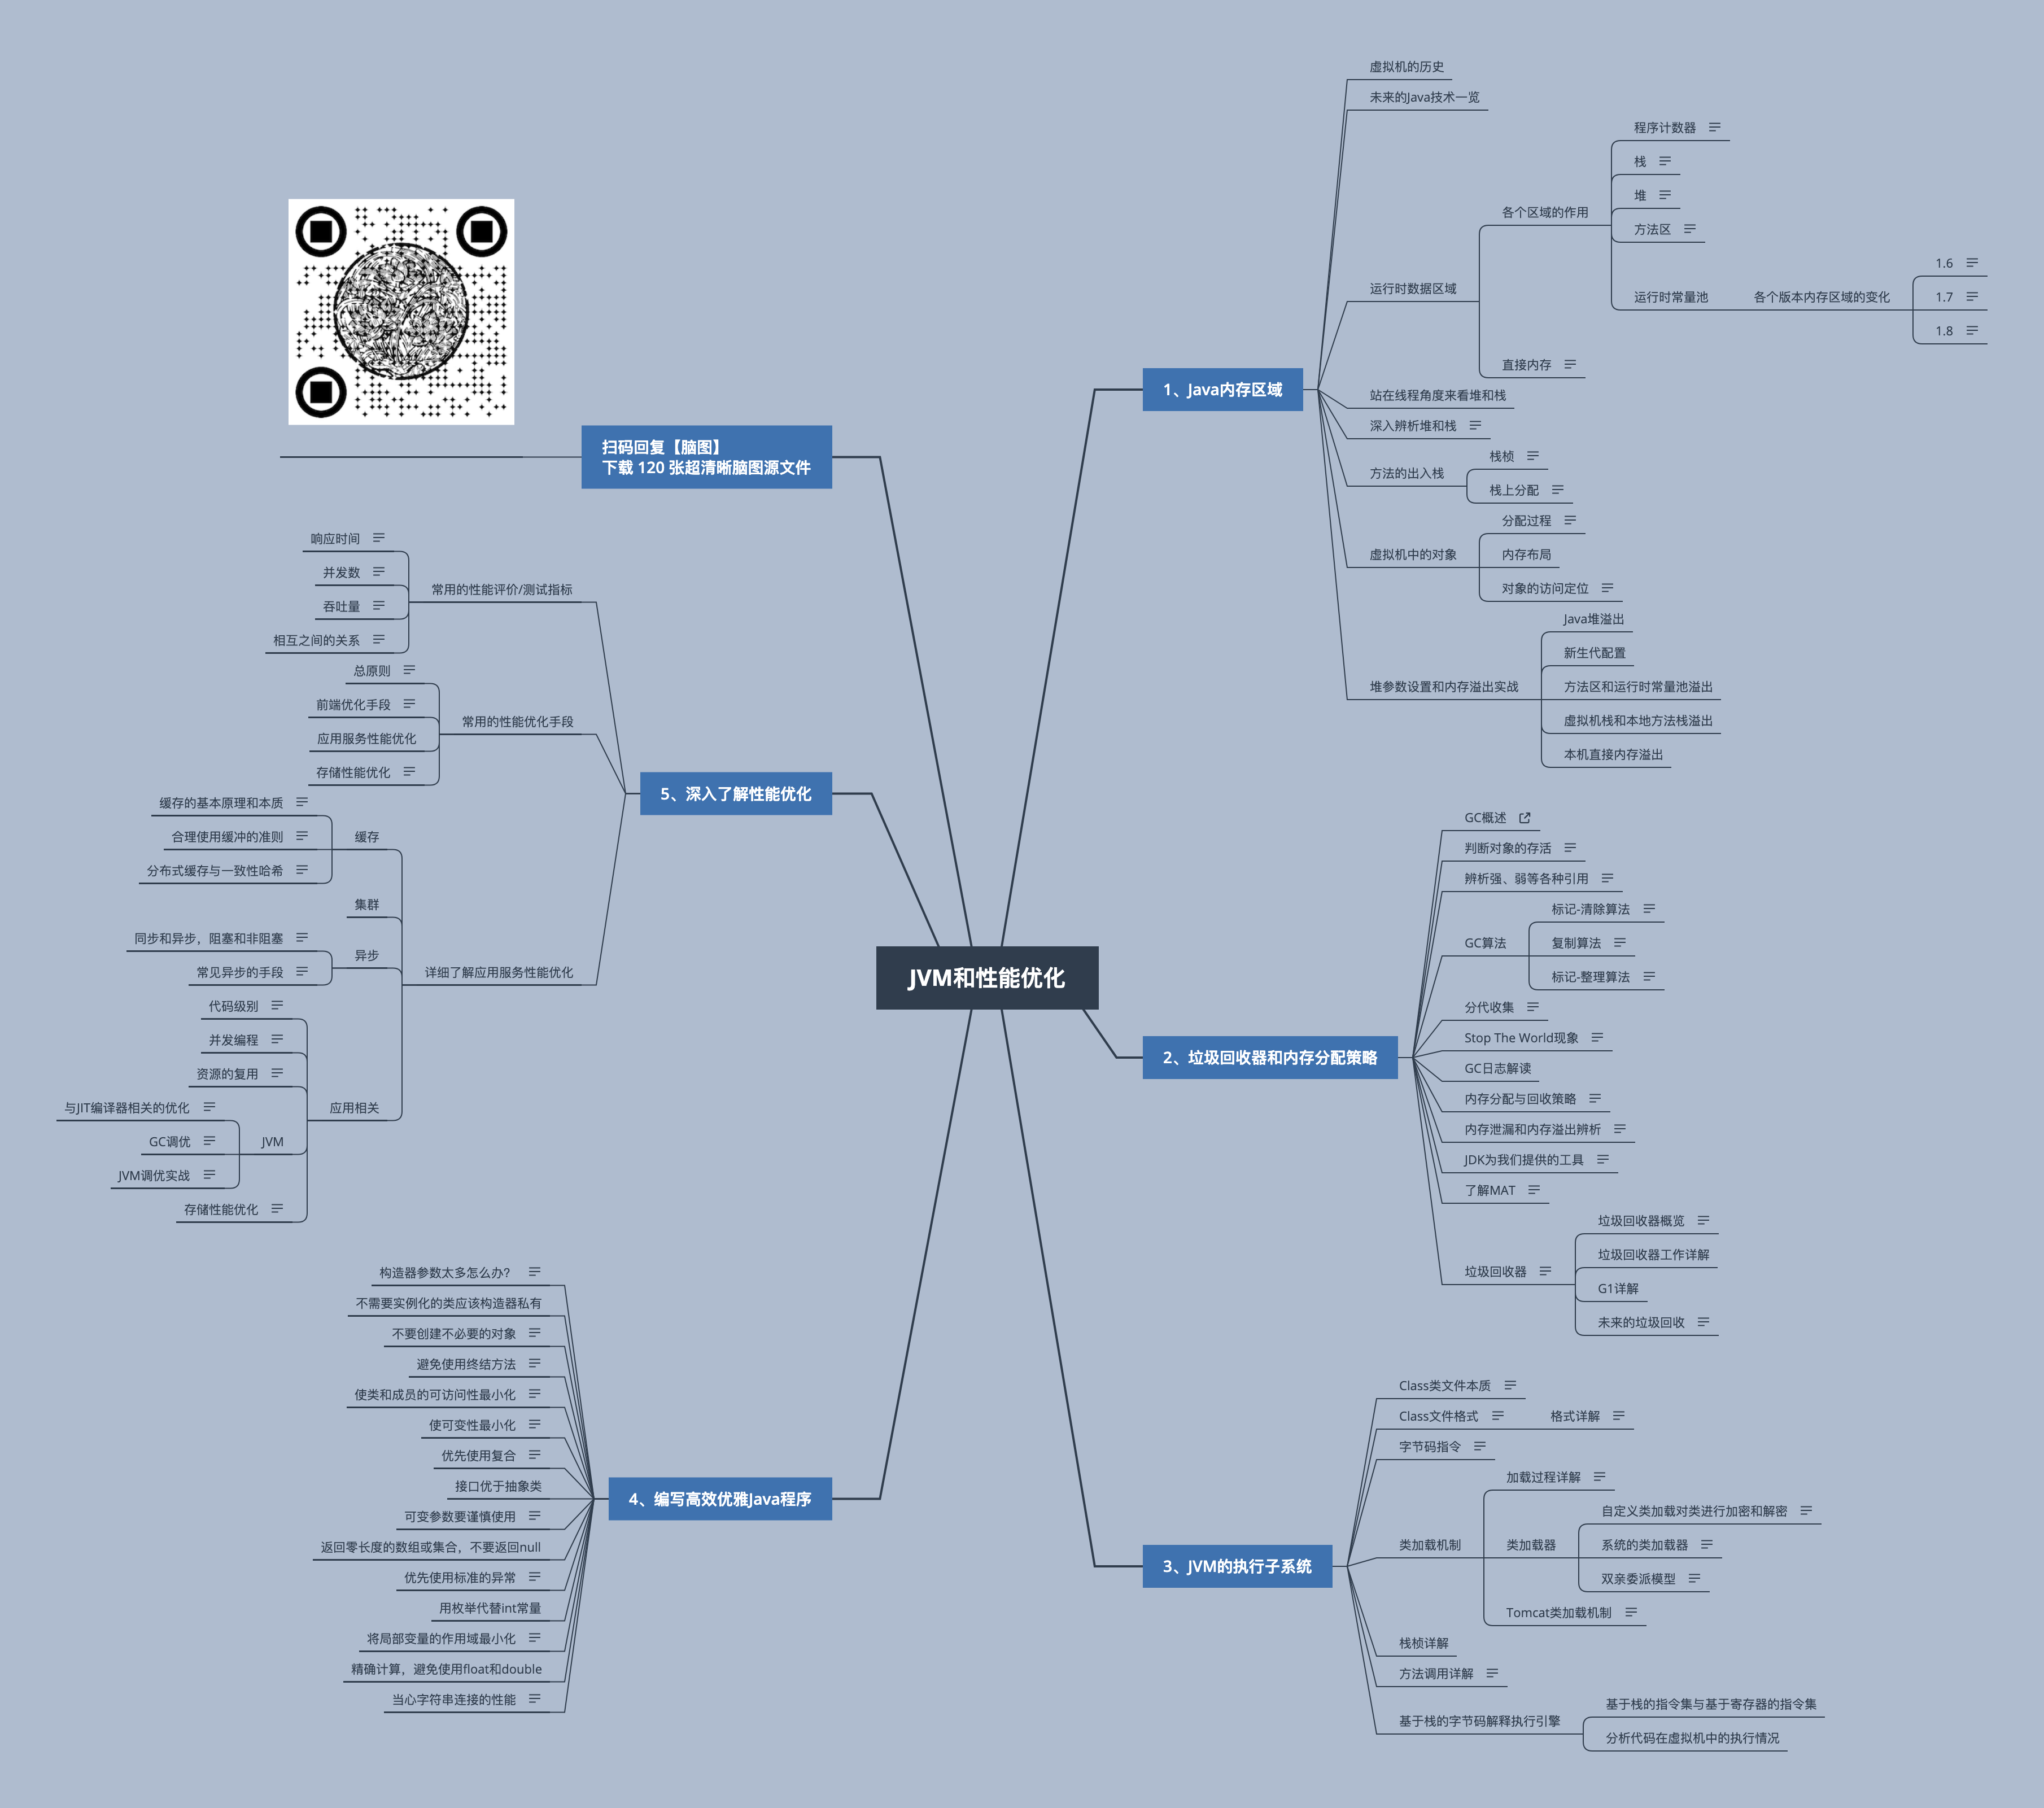 JVM和性能优化
1、Java内存区域
虚拟机的历史
未来的Java技术一览
运行时数据区域
各个区域的作用
程序计数器
栈
堆
方法区
运行时常量池
各个版本内存区域的变化
1.6
1.7
1.8
直接内存
站在线程角度来看堆和栈
深入辨析堆和栈
方法的出入栈
栈桢
栈上分配
虚拟机中的对象
分配过程
内存布局
对象的访问定位
堆参数设置和内存溢出实战
Java堆溢出
新生代配置
方法区和运行时常量池溢出
虚拟机栈和本地方法栈溢出
本机直接内存溢出
2、垃圾回收器和内存分配策略
GC概述
判断对象的存活
辨析强、弱等各种引用
GC算法
标记-清除算法
复制算法
标记-整理算法
分代收集
Stop The World现象
GC日志解读
内存分配与回收策略
内存泄漏和内存溢出辨析
JDK为我们提供的工具
了解MAT
垃圾回收器
垃圾回收器概览
垃圾回收器工作详解
G1详解
未来的垃圾回收
3、JVM的执行子系统
Class类文件本质
Class文件格式
格式详解
字节码指令
类加载机制
加载过程详解
类加载器
自定义类加载对类进行加密和解密
系统的类加载器
双亲委派模型
Tomcat类加载机制
栈桢详解
方法调用详解
基于栈的字节码解释执行引擎
基于栈的指令集与基于寄存器的指令集
分析代码在虚拟机中的执行情况
扫码回复【脑图】
下载 120 张超清晰脑图源文件
5、深入了解性能优化
常用的性能评价/测试指标
响应时间
并发数
吞吐量
相互之间的关系
常用的性能优化手段
总原则
前端优化手段
应用服务性能优化
存储性能优化
详细了解应用服务性能优化
缓存
缓存的基本原理和本质
合理使用缓冲的准则
分布式缓存与一致性哈希
集群
异步
同步和异步，阻塞和非阻塞
常见异步的手段
应用相关
代码级别
并发编程
资源的复用
JVM
与JIT编译器相关的优化
GC调优
JVM调优实战
存储性能优化
4、编写高效优雅Java程序
构造器参数太多怎么办？
不需要实例化的类应该构造器私有
不要创建不必要的对象
避免使用终结方法
使类和成员的可访问性最小化
使可变性最小化
优先使用复合
接口优于抽象类
可变参数要谨慎使用
返回零长度的数组或集合，不要返回null
优先使用标准的异常
用枚举代替int常量
将局部变量的作用域最小化
精确计算，避免使用float和double
当心字符串连接的性能